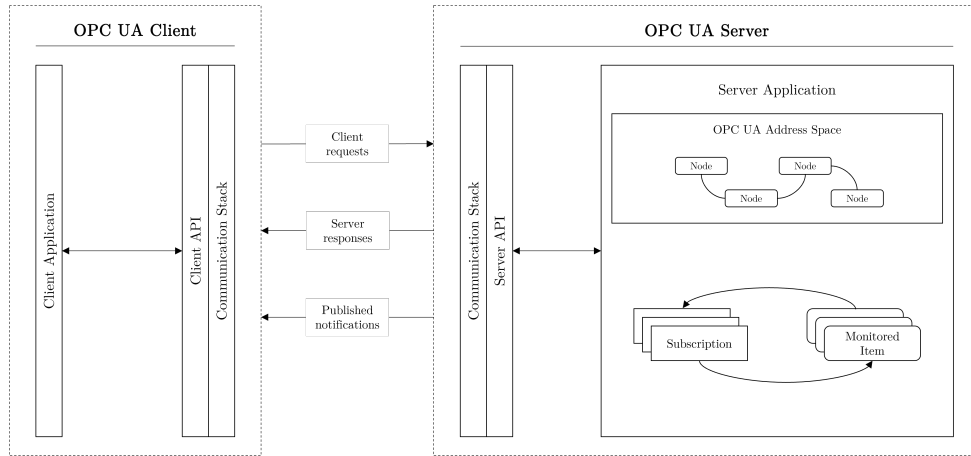 OPC UA Client
Client Application
Client API
Communication Stack
Client
requests
Server
responses
Published
notifications
OPC UA Server
Communication Stack
Server API
Server Application
OPC UA Address Space
Node
Node
Node
Node
Subscription
Monitored
Item